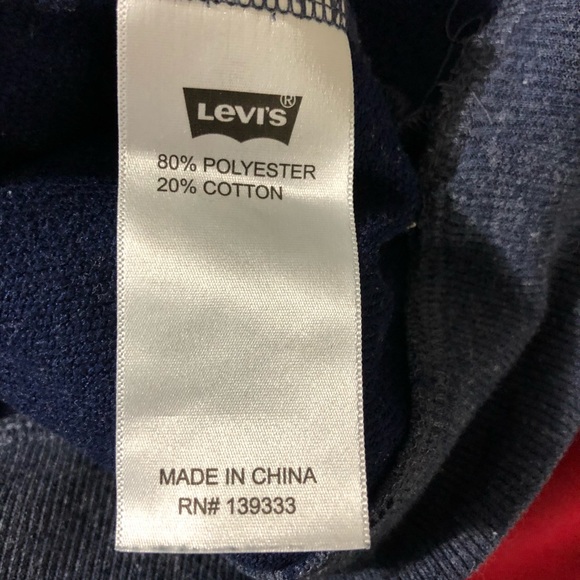 Levi's®
80% POLYESTER
20% COTTON
MADE IN CHINA
RN# 139333